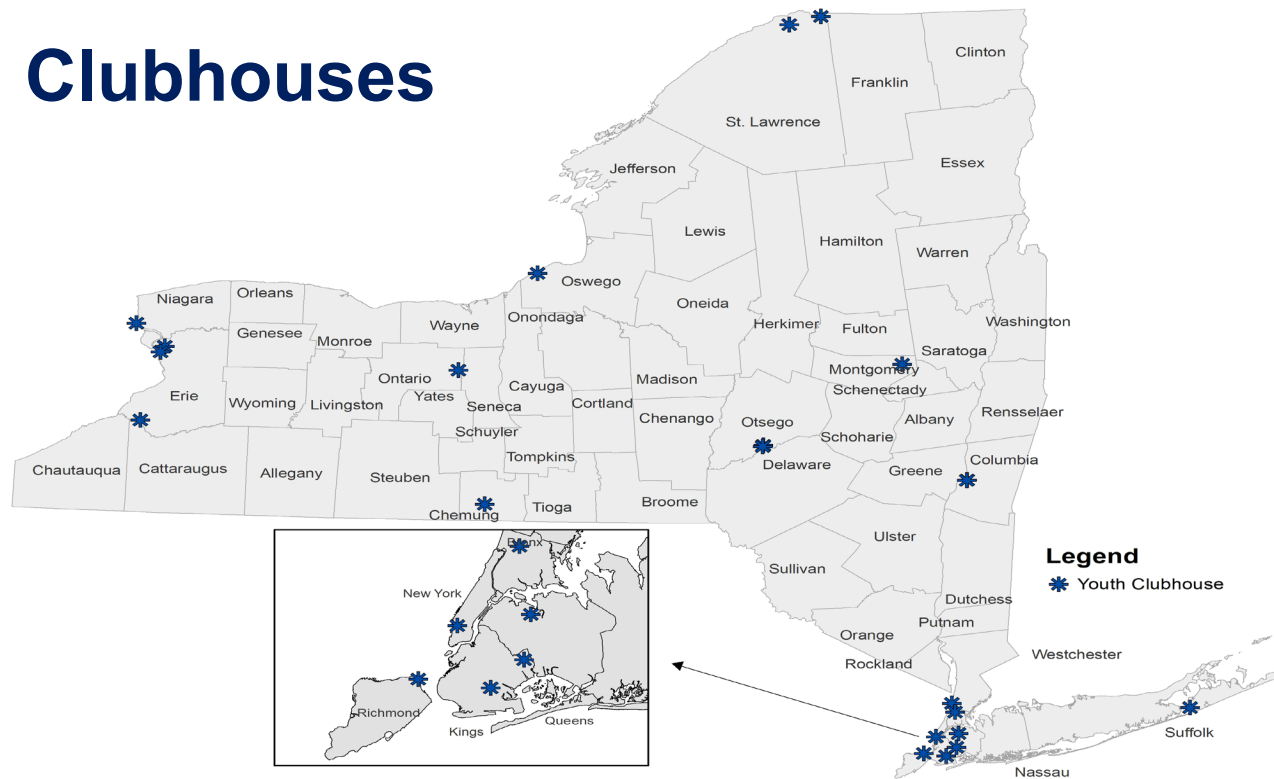 Clubhouses
Clinton
Franklin
St. Lawrence
Essex
Jefferson
Lewis
Hamilton
Warren
Oswego
Niagara
Orleans
Oneida
Onondaga
Washington
Wayne
Herkimer
Fulton
Genesee
Monroe
Saratoga
Montgomery
Ontario
Madison
Cayuga
Schenectady
Erie
Yates
Wyoming
Livingston
Seneca
Cortland
Chenango
Otsego
Albany
Rensselaer
Schuyler
Schoharie
Tompkins
Columbia
Delaware
Chautauqua
Cattaraugus
Allegany
Steuben
Greene
Broome
Tioga
Chemung
Ulster
Bronx
Legend
Sullivan
Youth Clubhouse
New York
Dutchess
Putnam
Orange
Westchester
Rockland
Richmond
Queens
Kings
Suffolk
Nassau